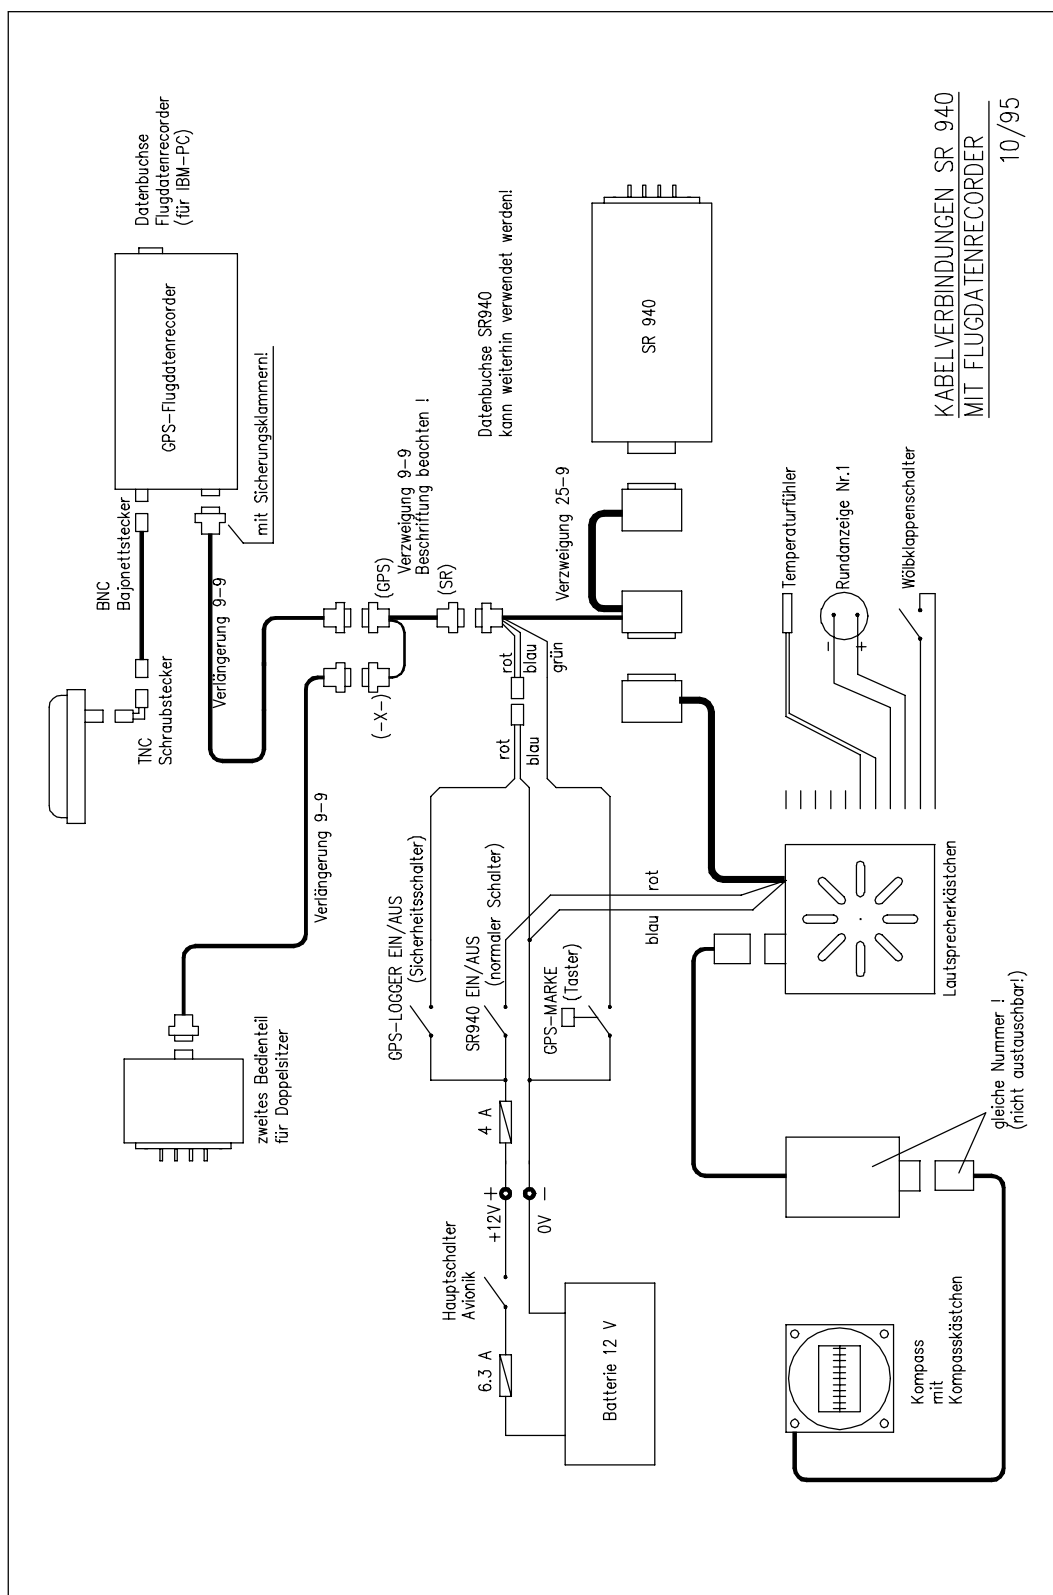 Datenbuchse
Flugdatenrecorder
(für IBM-PC)
GPS-Flugdatenrecorder
mit Sicherungsklammern!
BNC
Bajonettstecker
TNC
Schraubstecker
Verlängerung 9-9
Verlängerung 9-9
zweites Bedienteil
für Doppelsitzer
(GPS)
Verzweigung 9-9
Beschriftung beachten !
(SR)
(-X-)
rot
blau
grün
rot
blau
Datenbuchse SR940
kann weiterhin verwendet werden!
Verzweigung 25-9
SR 940
GPS-LOGGER EIN/AUS
(Sicherheitsschalter)
SR940 EIN/AUS
(normaler Schalter)
GPS-MARKE
(Taster)
4 A
+12V
+
0V
-
Hauptschalter
Avionik
6.3 A
Batterie 12 V
rot
blau
Temperaturfühler
Rundanzeige Nr.1
-
+
Wölbklappenschalter
Lautsprecherkästchen
gleiche Nummer !
(nicht austauschbar!)
Kompass
mit
Kompasskästchen
KABELVERBINDUNGEN SR 940
MIT FLUGDATENRECORDER
10/95